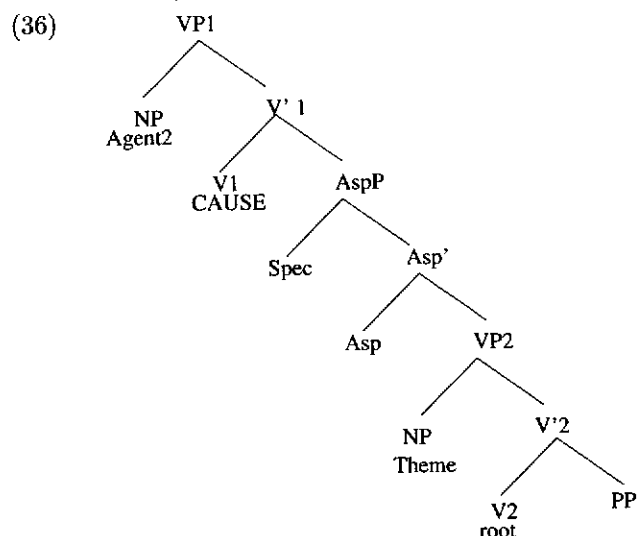 (36)
VP1
NP
Agent2
V' 1
V1
CAUSE
AspP
Spec
Asp'
Asp
VP2
NP
Theme
V'2
V2
root
PP